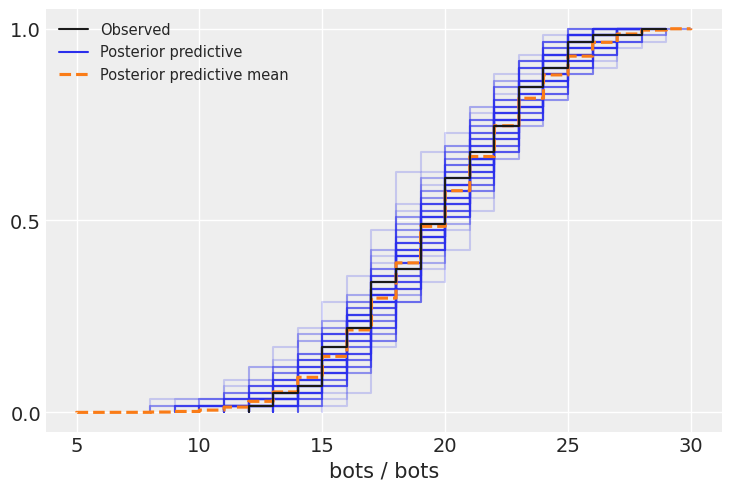 Observed
Posterior predictive
Posterior predictive mean
1.0
0.5
0.0
5 10 15 20 25 30
bots / bots